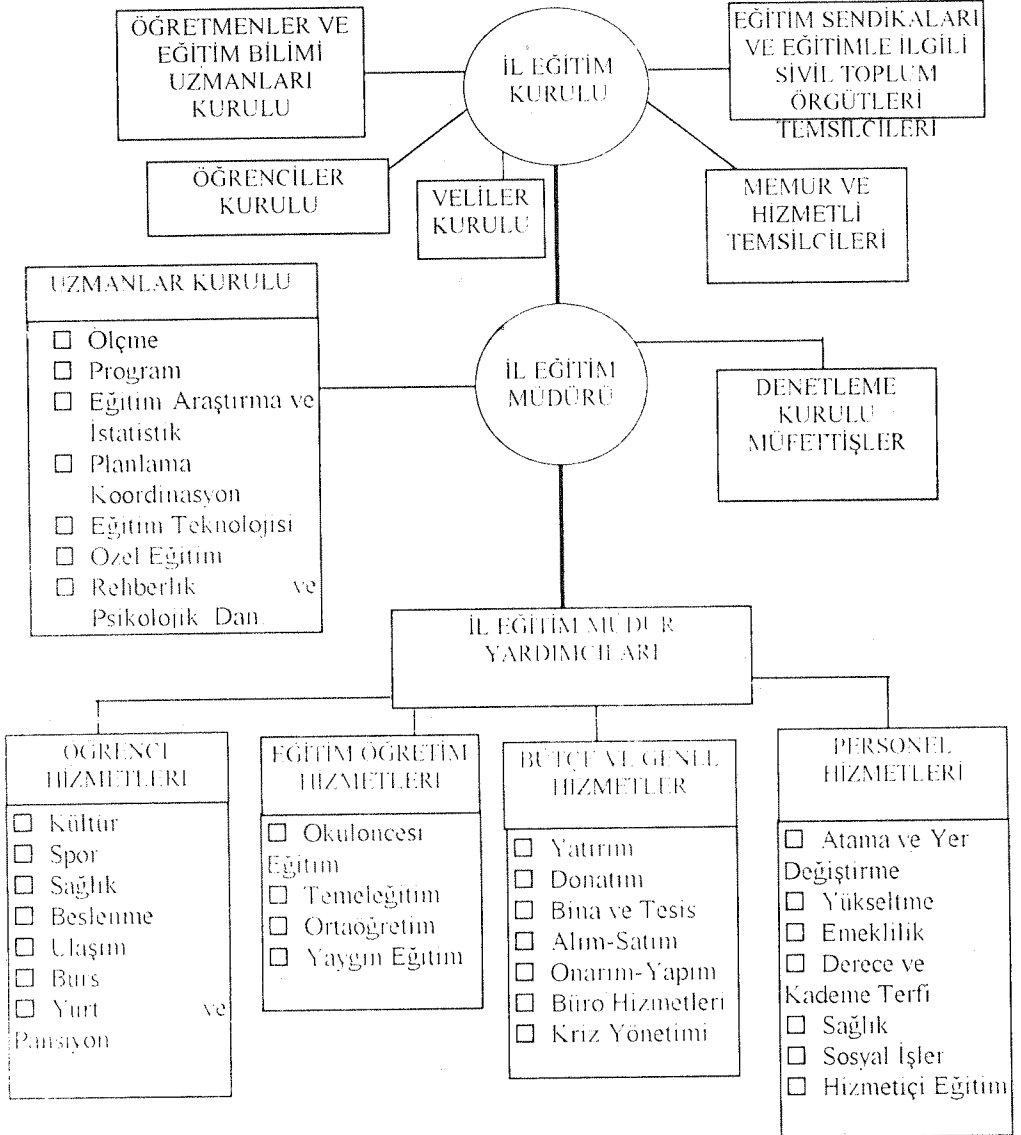 ÖĞRETMENLER VE
EĞİTİM BİLİMİ
UZMANLARI
KURULU
İL EĞİTİM
KURULU
EĞİTİM SENDİKALARI
VE EĞİTİMLE İLGİLİ
SİVİL TOPLUM
ÖRGÜTLERİ
TEMSİLCİLERİ
ÖĞRENCİLER
KURULU
VELİLER
KURULU
MEMUR VE
HİZMETLİ
TEMSİLCİLERİ
UZMANLAR KURULU
☐ Ölçme
☐ Program
☐ Eğitim Araştırma ve
İstatistik
☐ Planlama
Koordinasyon
☐ Eğitim Teknolojisi
☐ Özel Eğitim
☐ Rehberlik ve
Psikolojik Dan.
İL EĞİTİM
MÜDÜRÜ
DENETLEME
KURULU
MÜFETTİŞLER
İL EĞİTİM MÜDÜR
YARDIMCILARI
ÖĞRENCİ
HİZMETLERİ
☐ Kültür
☐ Spor
☐ Sağlık
☐ Beslenme
☐ Ulaşım
☐ Burs
☐ Yurt ve
Pansiyon
EĞİTİM ÖĞRETİM
HİZMETLERİ
☐ Okulöncesi
Eğitim
☐ Temeleğitim
☐ Ortaöğretim
☐ Yaygın Eğitim
BÜTÇE VE GENEL
HİZMETLER
☐ Yatırım
☐ Donatım
☐ Bina ve Tesis
☐ Alım-Satım
☐ Onarım-Yapım
☐ Büro Hizmetleri
☐ Kriz Yönetimi
PERSONEL
HİZMETLERİ
☐ Atama ve Yer
Değiştirme
☐ Yükseltme
☐ Emeklilik
☐ Derece ve
Kademe Terfi
☐ Sağlık
☐ Sosyal İşler
☐ Hizmetiçi Eğitim